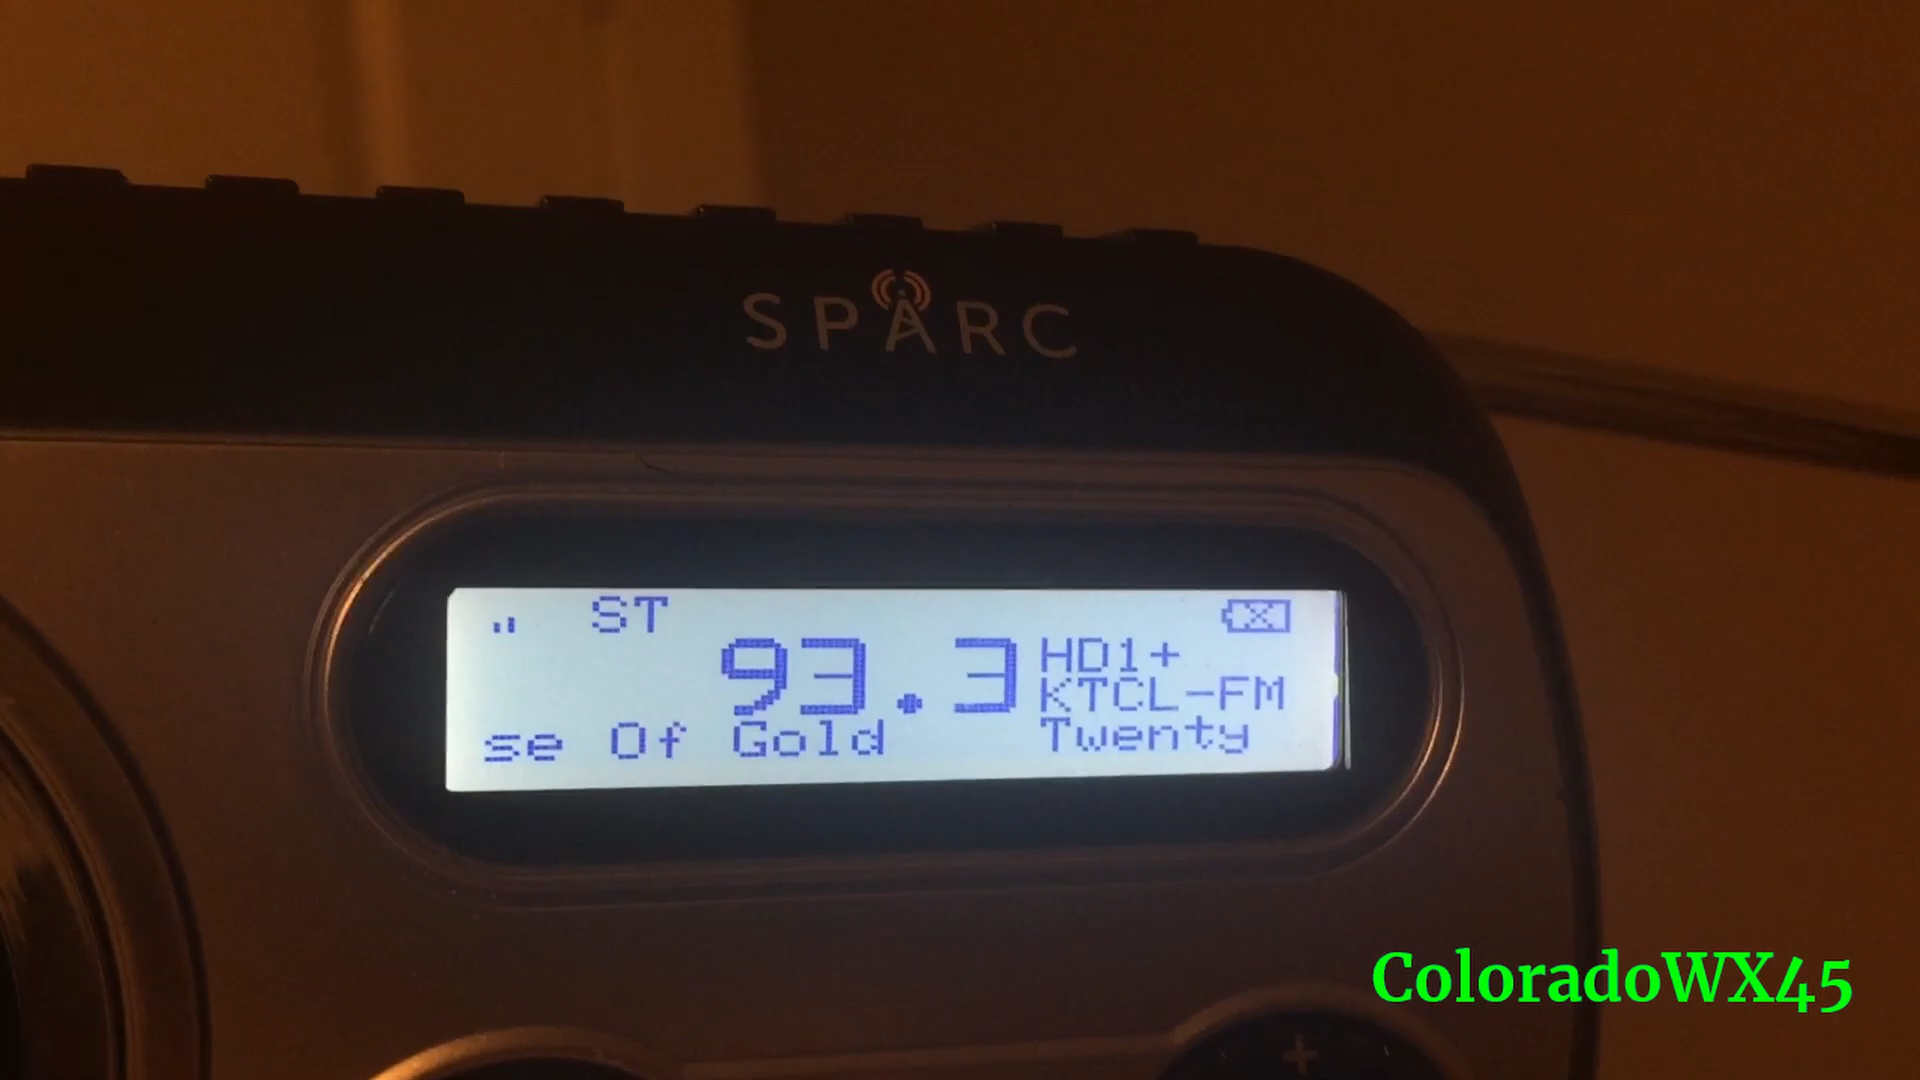 SPARC
ST
93.3
HD1+
KTCL-FM
se Of Gold Twenty
ColoradoWX45
+